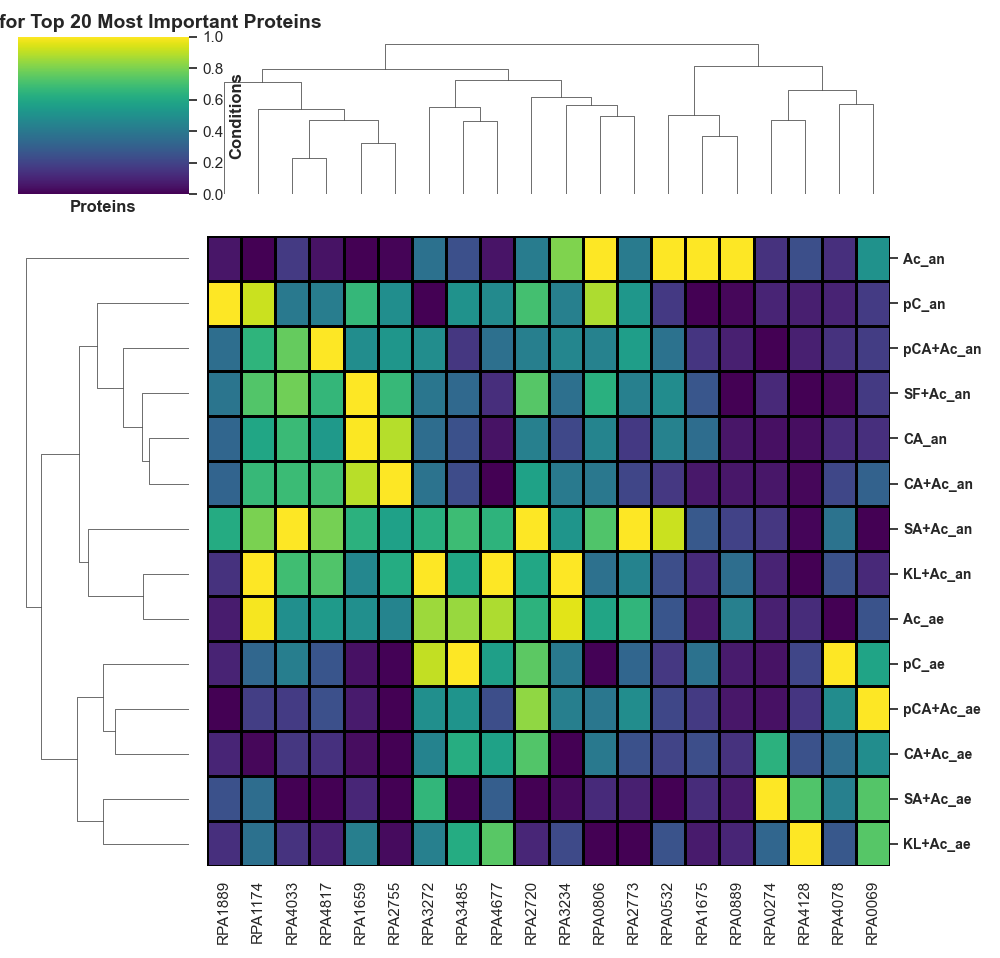 for Top 20 Most Important Proteins
1.0
0.8
0.6
0.4
0.2
0.0
Conditions
Proteins
Ac_an
pC_an
pCA+Ac_an
SF+Ac_an
CA_an
CA+Ac_an
SA+Ac_an
KL+Ac_an
Ac_ae
pC_ae
pCA+Ac_ae
CA+Ac_ae
SA+Ac_ae
KL+Ac_ae
RPA1889
RPA1174
RPA4033
RPA4817
RPA1659
RPA2755
RPA3272
RPA3485
RPA4677
RPA2720
RPA3234
RPA0806
RPA2773
RPA0532
RPA1675
RPA0889
RPA0274
RPA4128
RPA4078
RPA0069